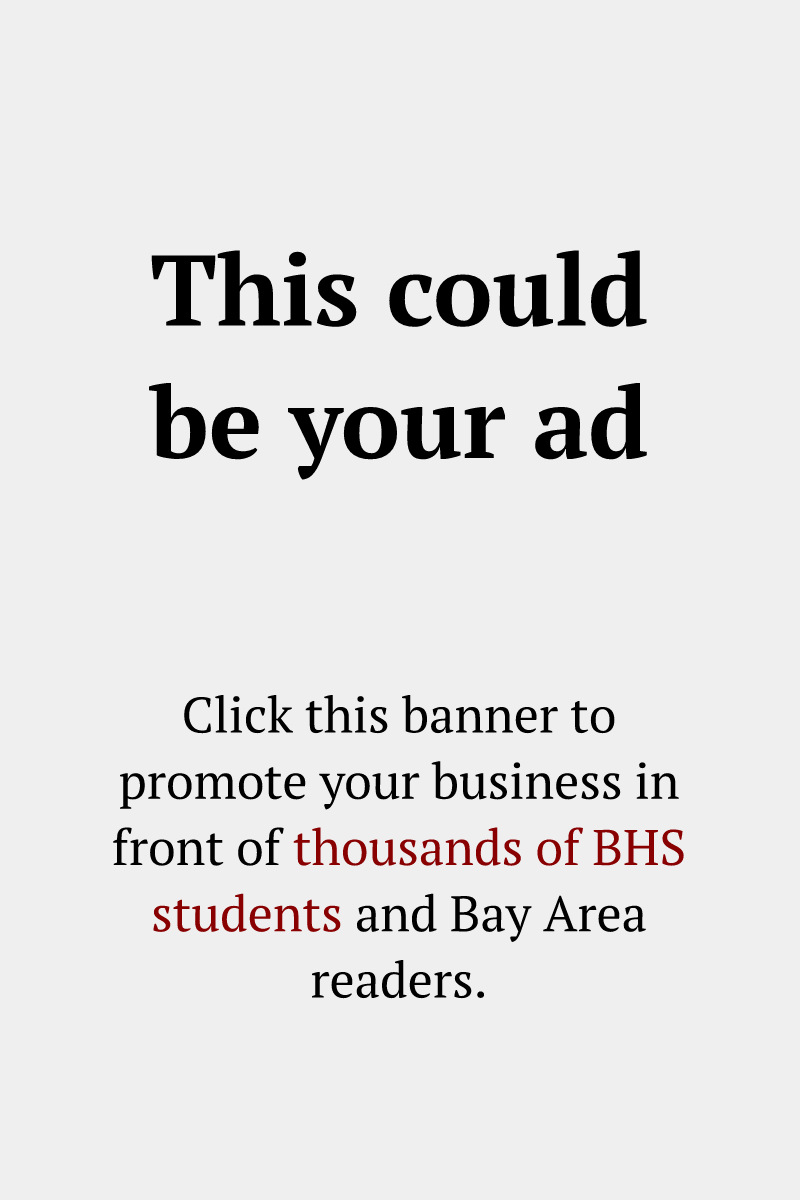 This could
be your ad
Click this banner to
promote your business in
front of thousands of BHS
students and Bay Area
readers.